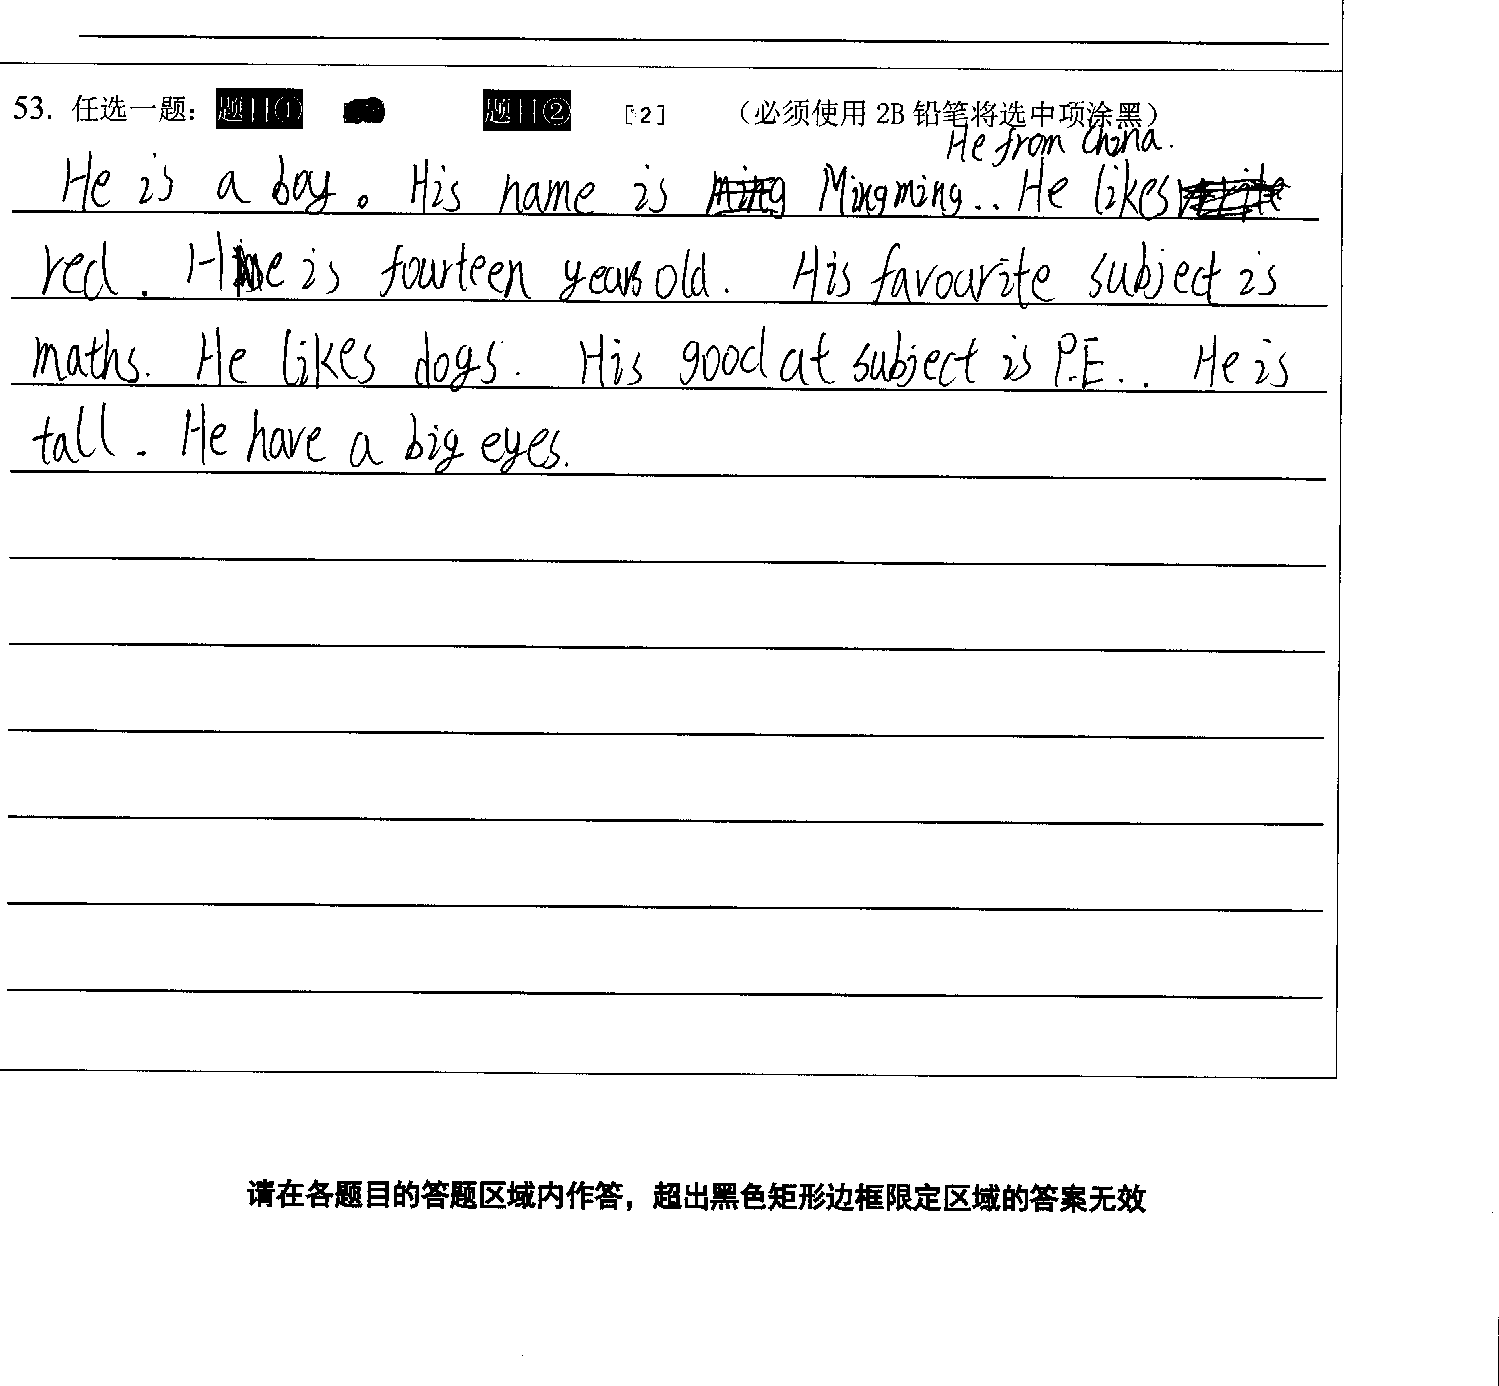 53. 任选一题： 题目① 题目② [2] （必须使用 2B 铅笔将选中项涂黑）
He from China.
He is a boy. His name is Mingming.. He likes
red. He is fourteen years old. His favourite subject is
maths. He likes dogs. His good at subject is P.E.. He is
tall. He have a big eyes.
请在各题目的答题区域内作答，超出黑色矩形边框限定区域的答案无效